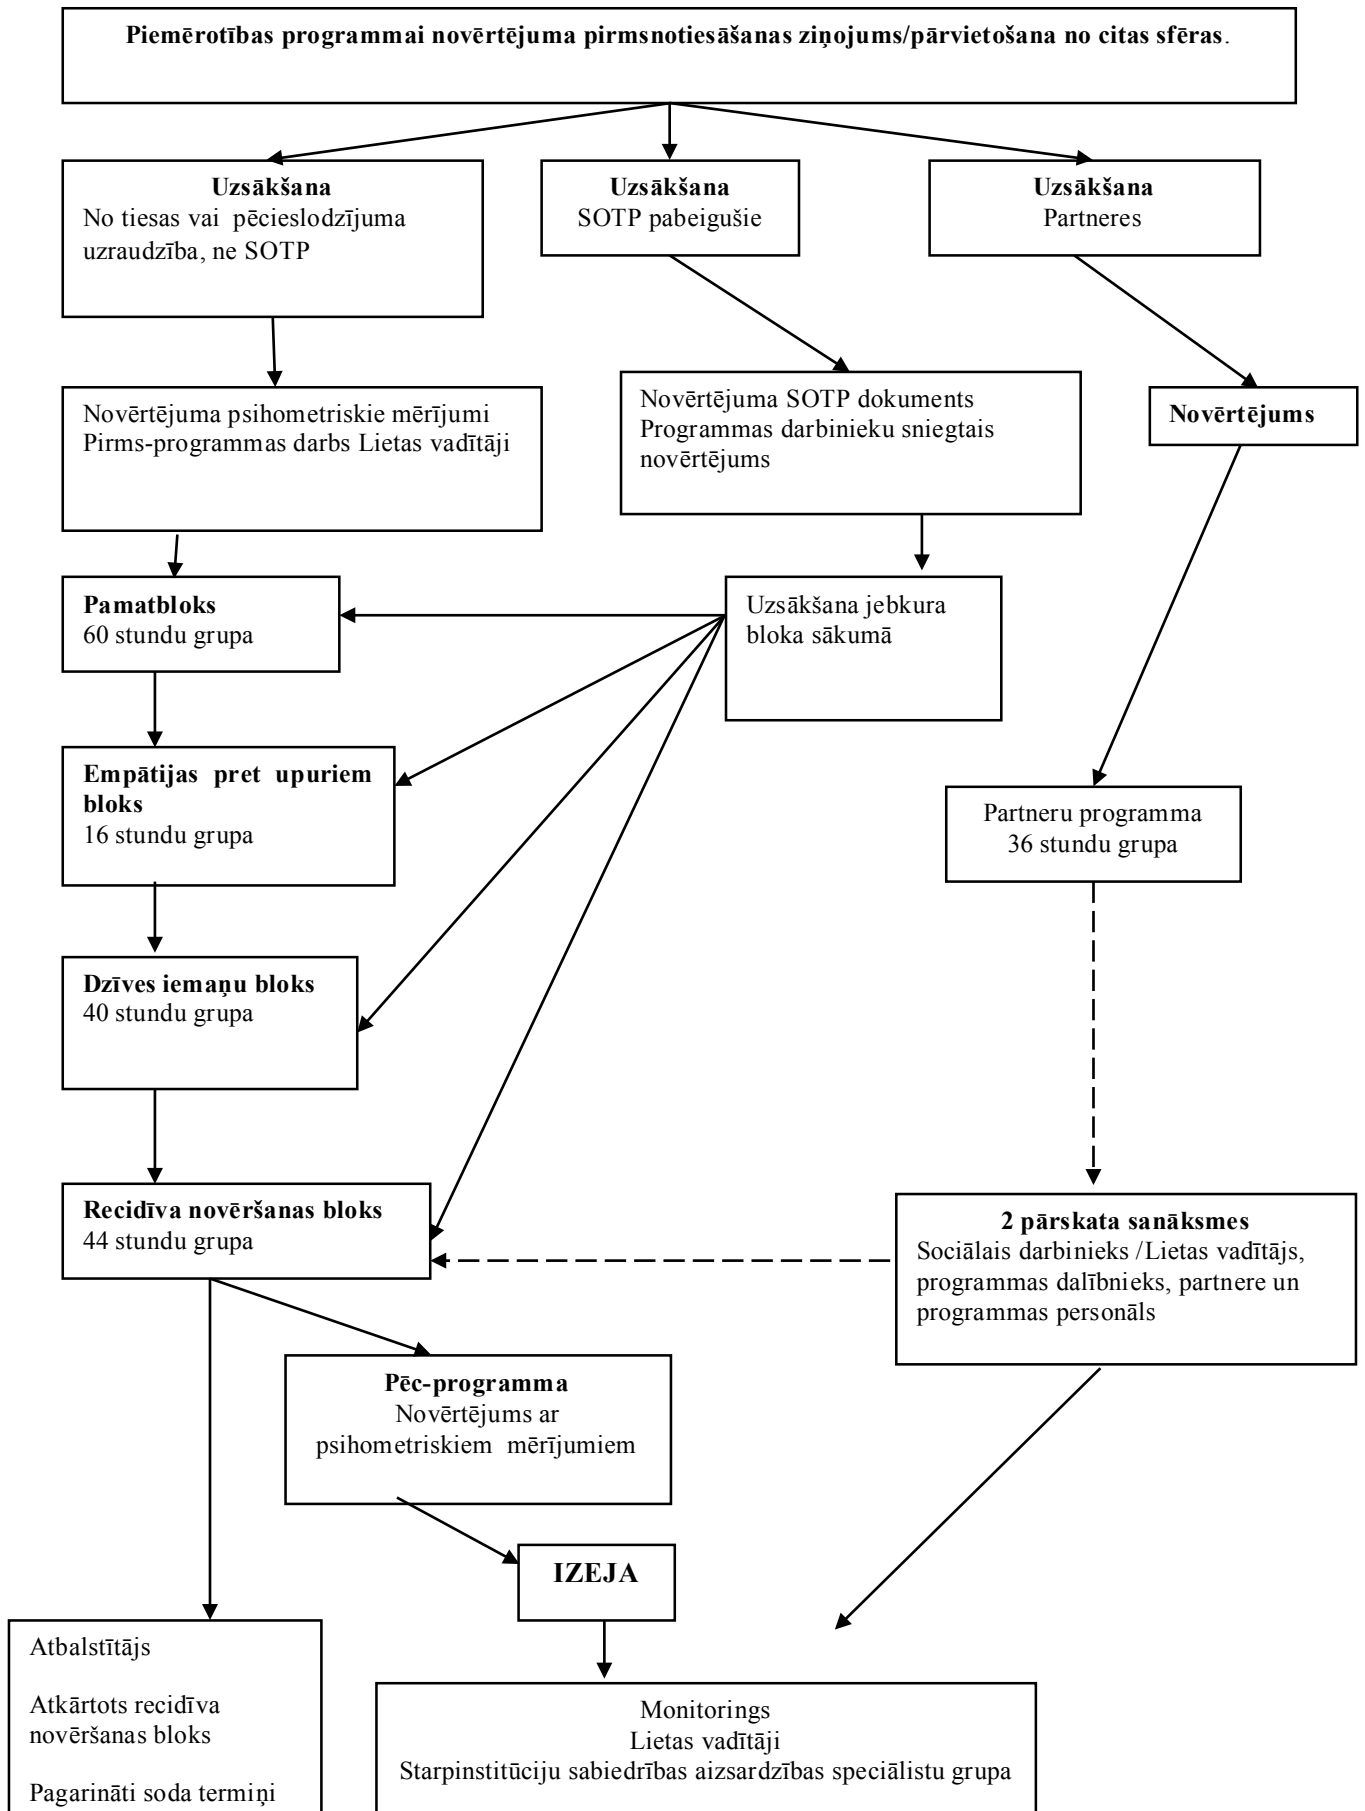 Piemērotības programmai novērtējuma pirmsnotiesāšanas ziņojums/pārvietošana no citas sfēras.
Uzsākšana
No tiesas vai pēcieslodzījuma
uzraudzība, ne SOTP
Uzsākšana
SOTP pabeigušie
Uzsākšana
Partneres
Novērtējuma psihometriskie mērījumi
Pirms-programmas darbs Lietas vadītāji
Novērtējuma SOTP dokuments
Programmas darbinieku sniegtais
novērtējums
Novērtējums
Pamatbloks
60 stundu grupa
Uzsākšana jebkura
bloka sākumā
Empātijas pret upuriem
bloks
16 stundu grupa
Partneru programma
36 stundu grupa
Dzīves iemaņu bloks
40 stundu grupa
Recidīva novēršanas bloks
44 stundu grupa
2 pārskata sanāksmes
Sociālais darbinieks /Lietas vadītājs,
programmas dalībnieks, partnere un
programmas personāls
Pēc-programma
Novērtējums ar
psihometriskiem mērījumiem
IZEJA
Atbalstītājs
Atkārtots recidīva
novēršanas bloks
Pagarināti soda termiņi
Monitorings
Lietas vadītāji
Starpinstitūciju sabiedrības aizsardzības speciālistu grupa